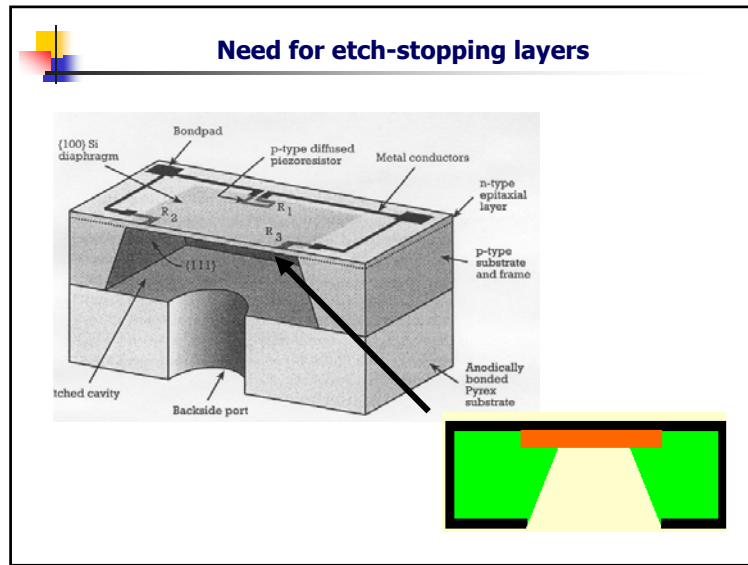 Need for etch-stopping layers
Bondpad
{100} Si
diaphragm
p-type diffused
piezoresistor
Metal conductors
n-type
epitaxial
layer
R2
R1
R3
{111}
p-type
substrate
and frame
Anodically
bonded
Pyrex
substrate
tched cavity
Backside port